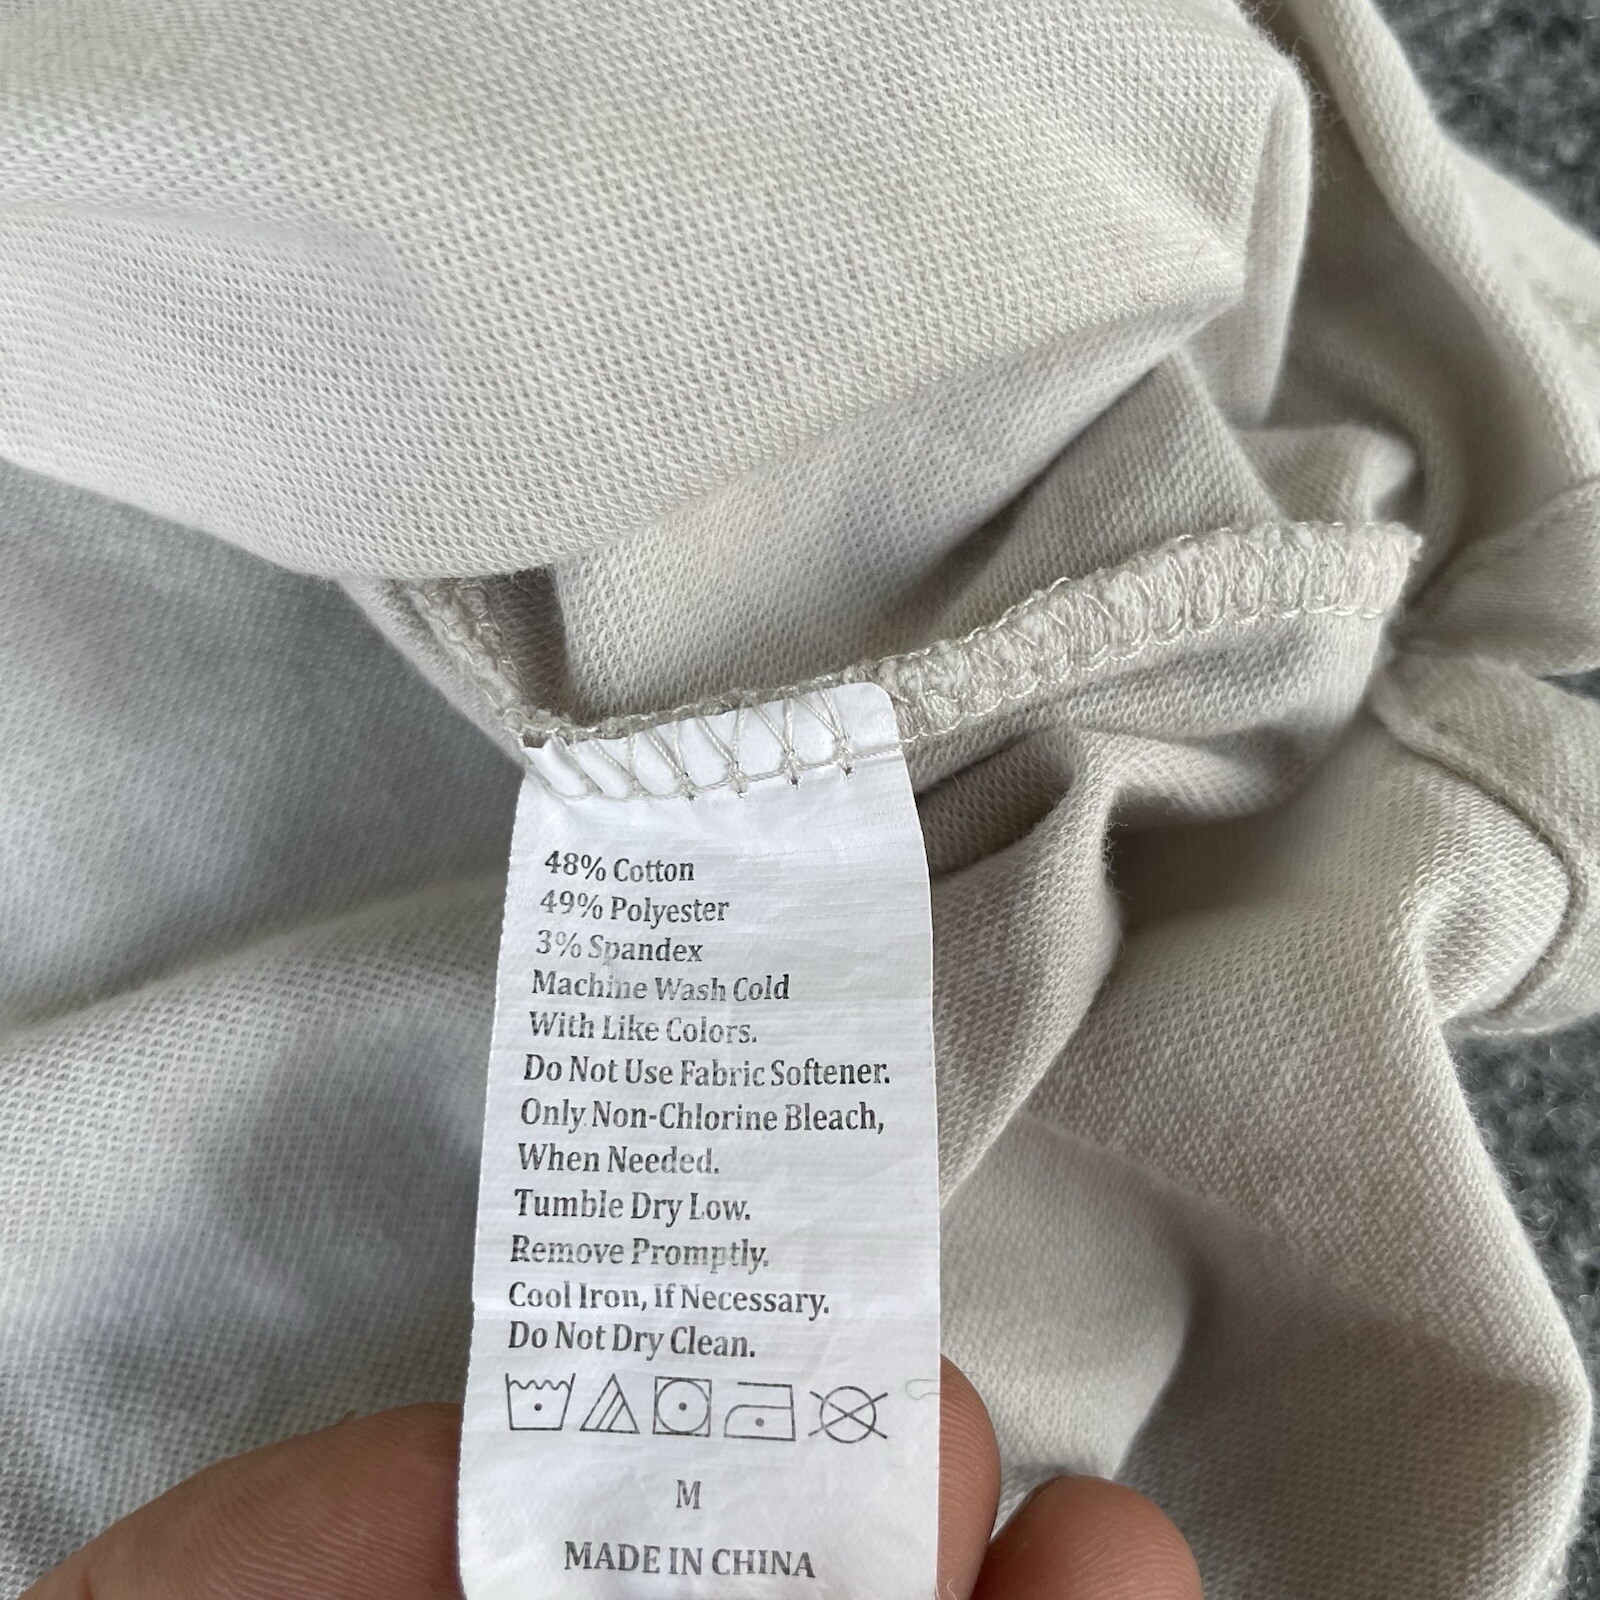 48% Cotton
49% Polyester
3% Spandex
Machine Wash Cold
With Like Colors.
Do Not Use Fabric Softener.
Only Non-Chlorine Bleach,
When Needed.
Tumble Dry Low.
Remove Promptly.
Cool Iron, If Necessary.
Do Not Dry Clean.
M
MADE IN CHINA